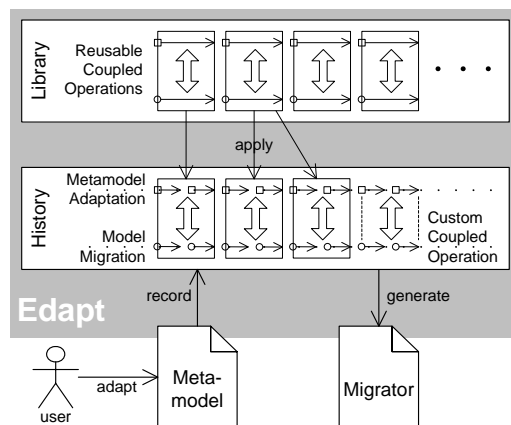 Library
Reusable
Coupled
Operations
apply
History
Metamodel
Adaptation
Model
Migration
Custom
Coupled
Operation
Edapt
record
generate
user
adapt
Meta-
model
Migrator